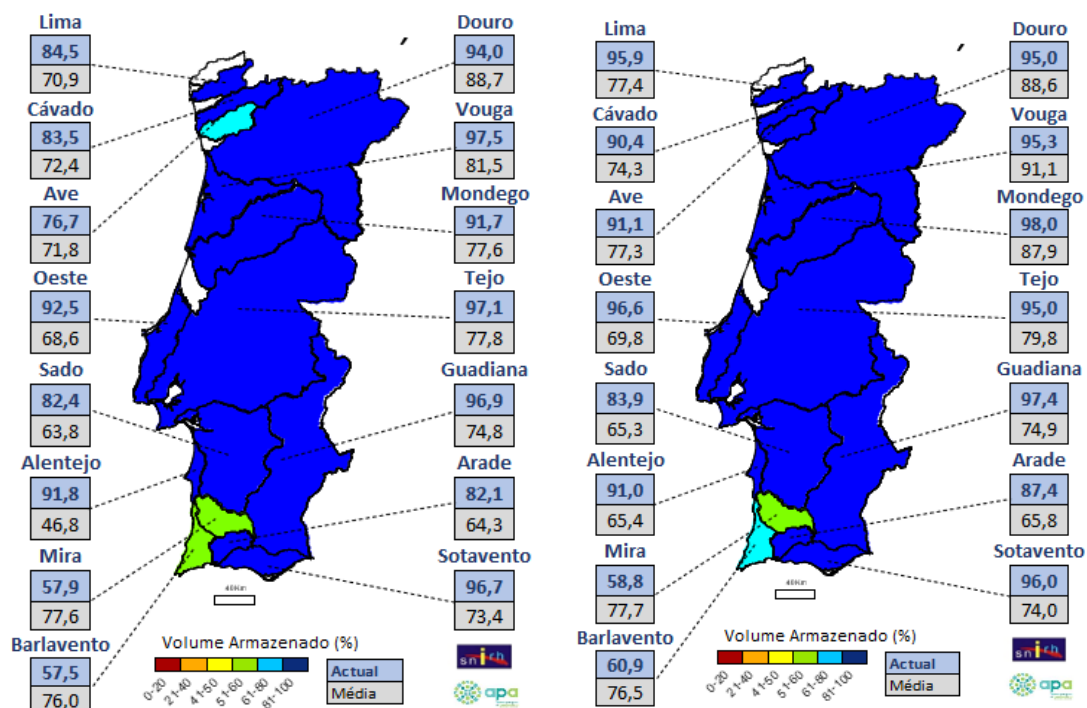 Lima
84,5
70,9
Cávado
83,5
72,4
Ave
76,7
71,8
Oeste
92,5
68,6
Sado
82,4
63,8
Alentejo
91,8
46,8
Mira
57,9
77,6
Barlavento
57,5
76,0
Douro
94,0
88,7
Vouga
97,5
81,5
Mondego
91,7
77,6
Tejo
97,1
77,8
Guadiana
96,9
74,8
Arade
82,1
64,3
Sotavento
96,7
73,4
40Km
Volume Armazenado (%)
0-20
21-40
41-50
51-60
61-80
81-100
Actual
Média
snirh
apa
Lima
95,9
77,4
Cávado
90,4
74,3
Ave
91,1
77,3
Oeste
96,6
69,8
Sado
83,9
65,3
Alentejo
91,0
65,4
Mira
58,8
77,7
Barlavento
60,9
76,5
Douro
95,0
88,6
Vouga
95,3
91,1
Mondego
98,0
87,9
Tejo
95,0
79,8
Guadiana
97,4
74,9
Arade
87,4
65,8
Sotavento
96,0
74,0
40Km
Volume Armazenado (%)
0-20
21-40
41-50
51-60
61-80
81-100
Actual
Média
snirh
apa